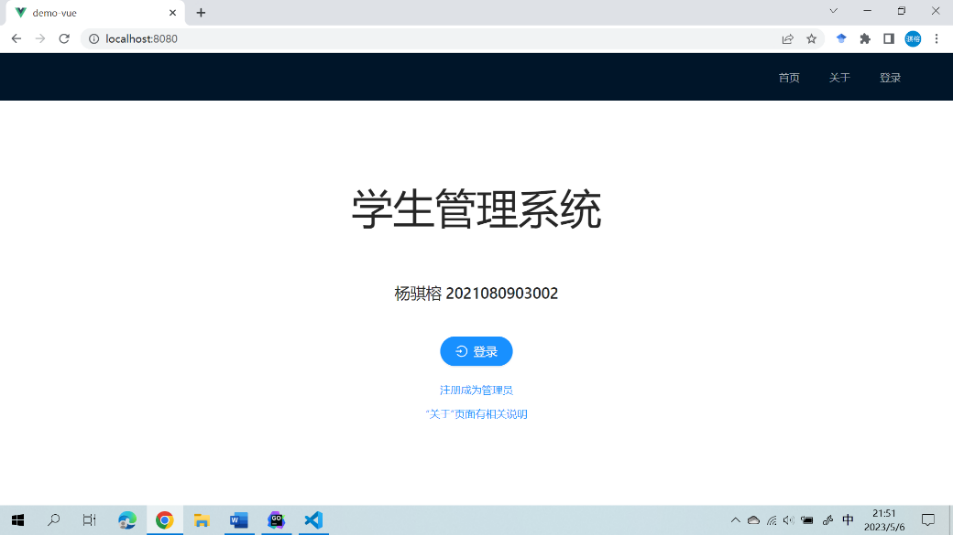 demo-vue
localhost:8080
首页 关于 登录
学生管理系统
杨骐榕 2021080903002
登录
注册成为管理员
"关于"页面有相关说明
中
21:51
2023/5/6